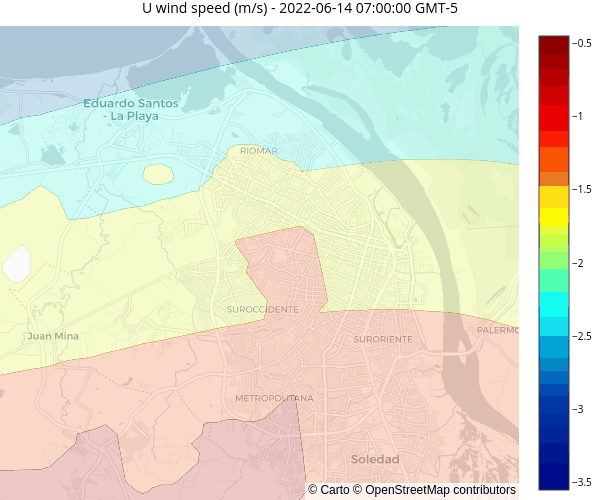 U wind speed (m/s) - 2022-06-14 07:00:00 GMT-5
−0.5
Eduardo Santos
- La Playa
−1
RIOMAR
−1.5
−2
SUROCCIDENTE
Juan Mina
PALERMO
SURORIENTE
−2.5
METROPOLITANA
−3
Soledad
−3.5
© Carto © OpenStreetMap contributors